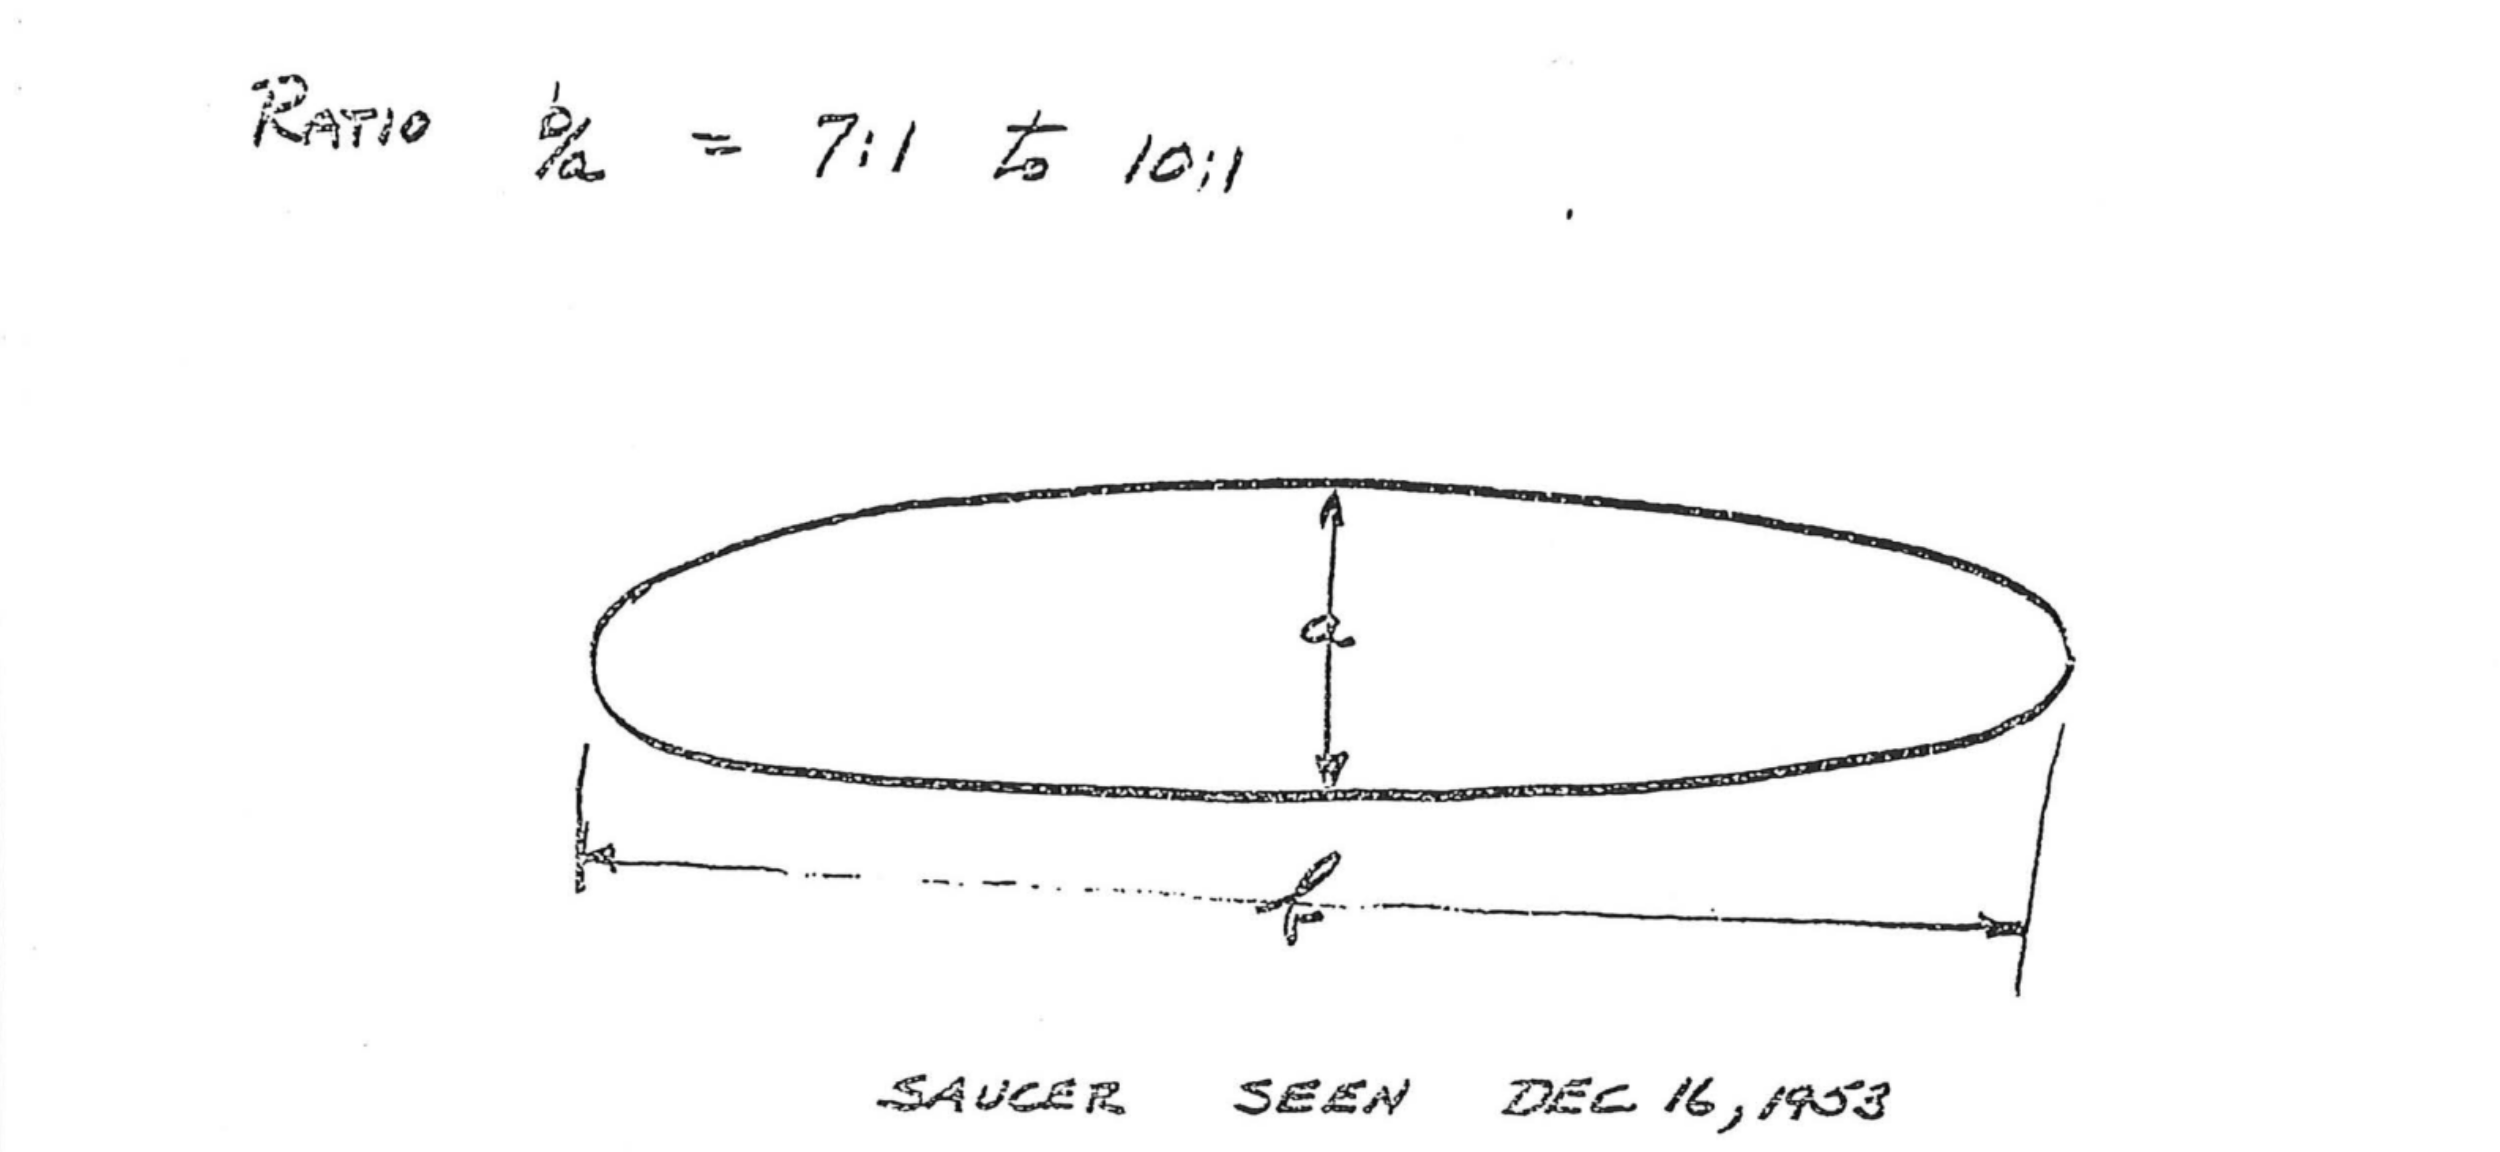 RATIO b/a = 7:1 to 10:1
a
b
SAUCER SEEN DEC 16, 1953